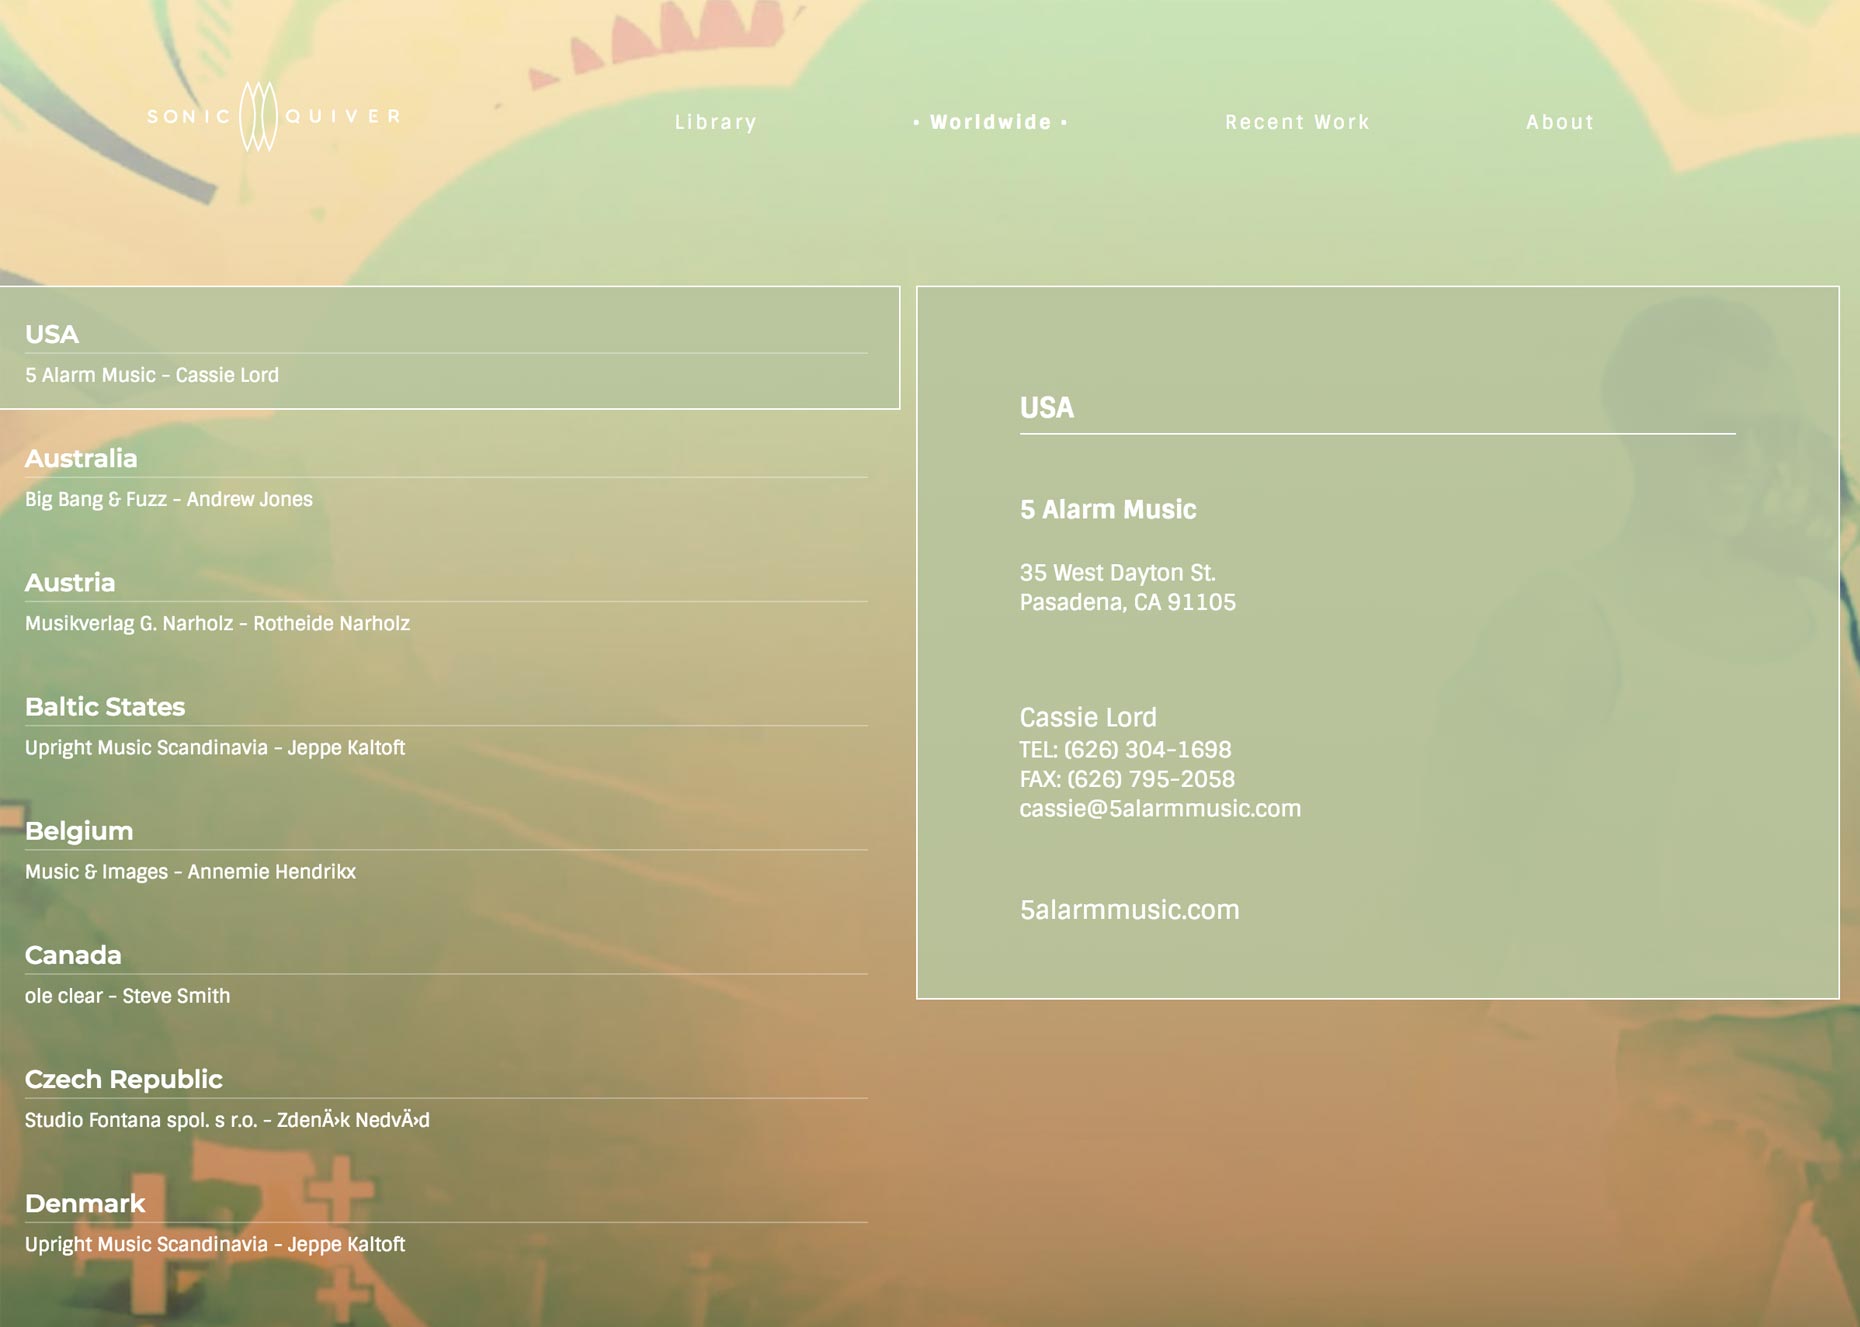 SONIC QUIVER
Library
• Worldwide •
Recent Work
About
USA
5 Alarm Music - Cassie Lord
Australia
Big Bang & Fuzz - Andrew Jones
Austria
Musikverlag G. Narholz - Rotheide Narholz
Baltic States
Upright Music Scandinavia - Jeppe Kaltoft
Belgium
Music & Images - Annemie Hendrikx
Canada
ole clear - Steve Smith
Czech Republic
Studio Fontana spol. s r.o. - ZdenÄ›k NedvÄ›d
Denmark
Upright Music Scandinavia - Jeppe Kaltoft
USA
5 Alarm Music
35 West Dayton St.
Pasadena, CA 91105
Cassie Lord
TEL: (626) 304-1698
FAX: (626) 795-2058
cassie@5alarmmusic.com
5alarmmusic.com